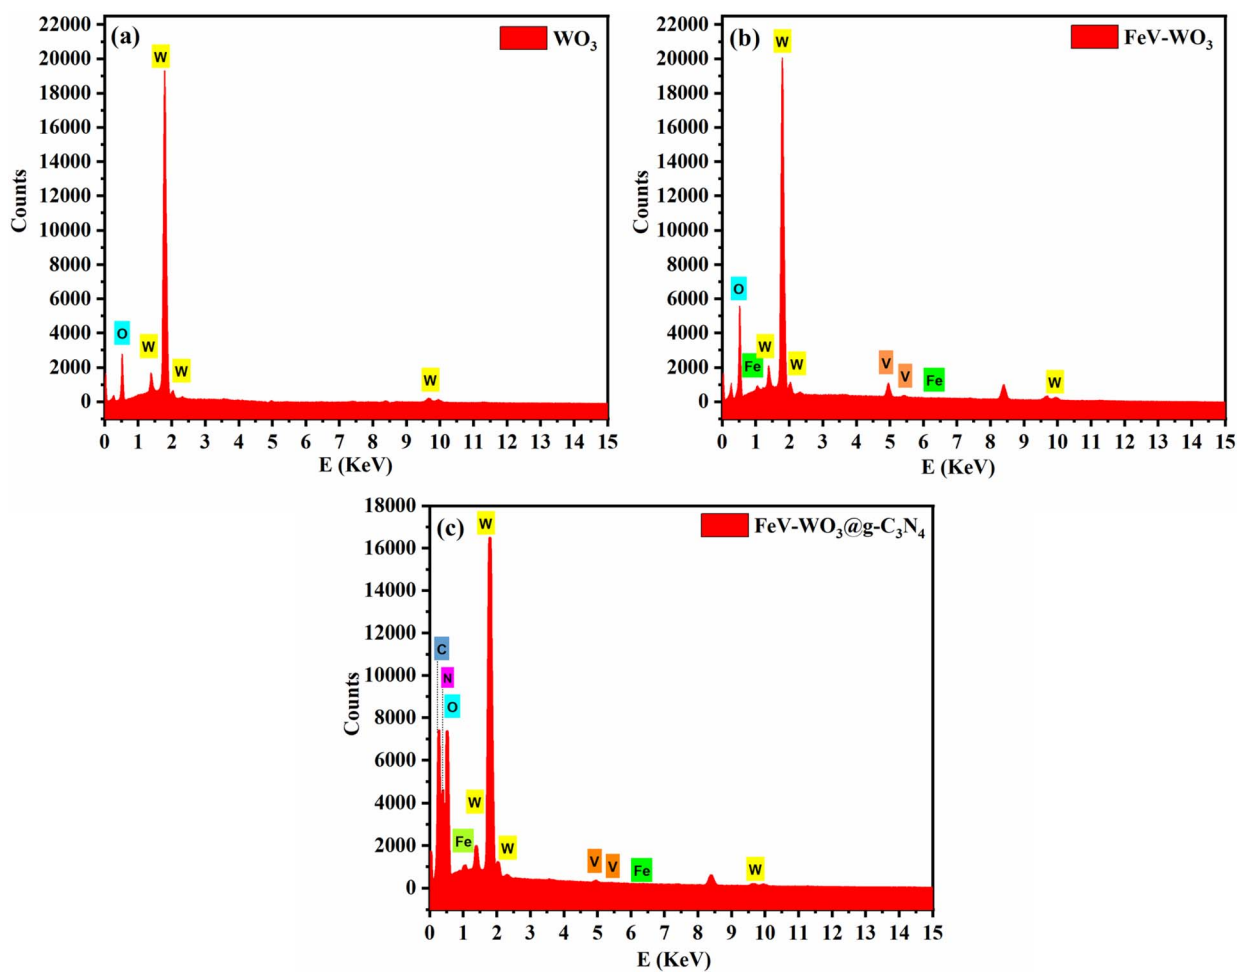 (a)
WO3
22000
20000
18000
16000
14000
12000
10000
8000
6000
4000
2000
0
Counts
W
O
W
W
W
0 1 2 3 4 5 6 7 8 9 10 11 12 13 14 15
E (KeV)
(b)
FeV-WO3
22000
20000
18000
16000
14000
12000
10000
8000
6000
4000
2000
0
Counts
W
O
Fe
W
W
V
V
Fe
W
0 1 2 3 4 5 6 7 8 9 10 11 12 13 14 15
E (KeV)
(c)
FeV-WO3@g-C3N4
18000
16000
14000
12000
10000
8000
6000
4000
2000
0
Counts
W
C
N
O
W
Fe
W
V
V
Fe
W
0 1 2 3 4 5 6 7 8 9 10 11 12 13 14 15
E (KeV)